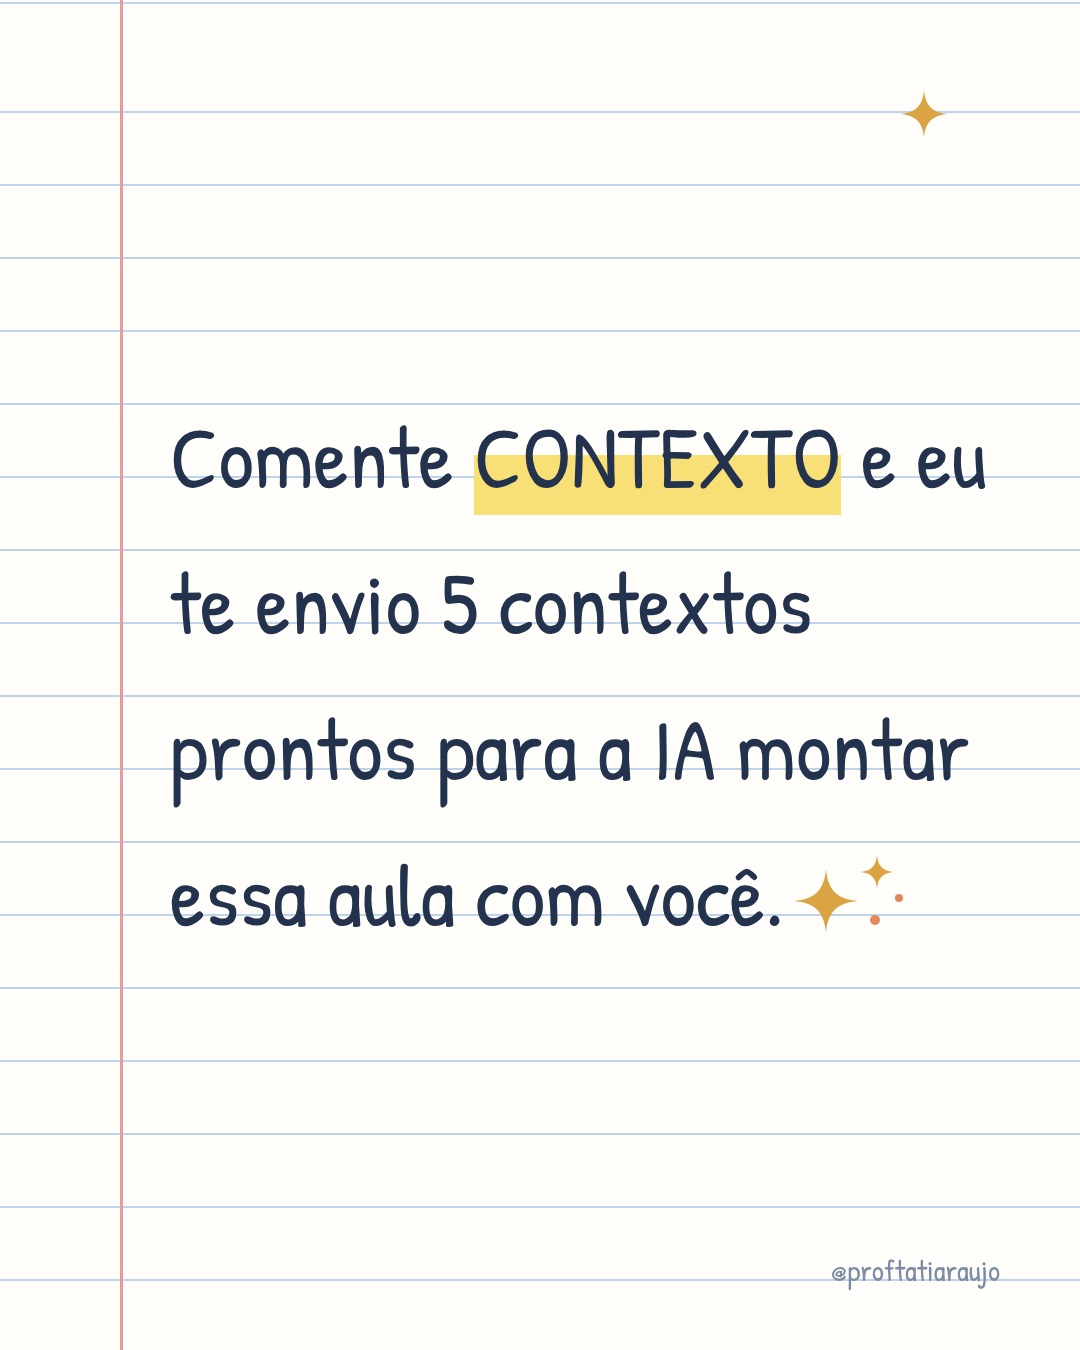 Comente CONTEXTO e eu
te envio 5 contextos
prontos para a IA montar
essa aula com você.
@proftatiaraujo